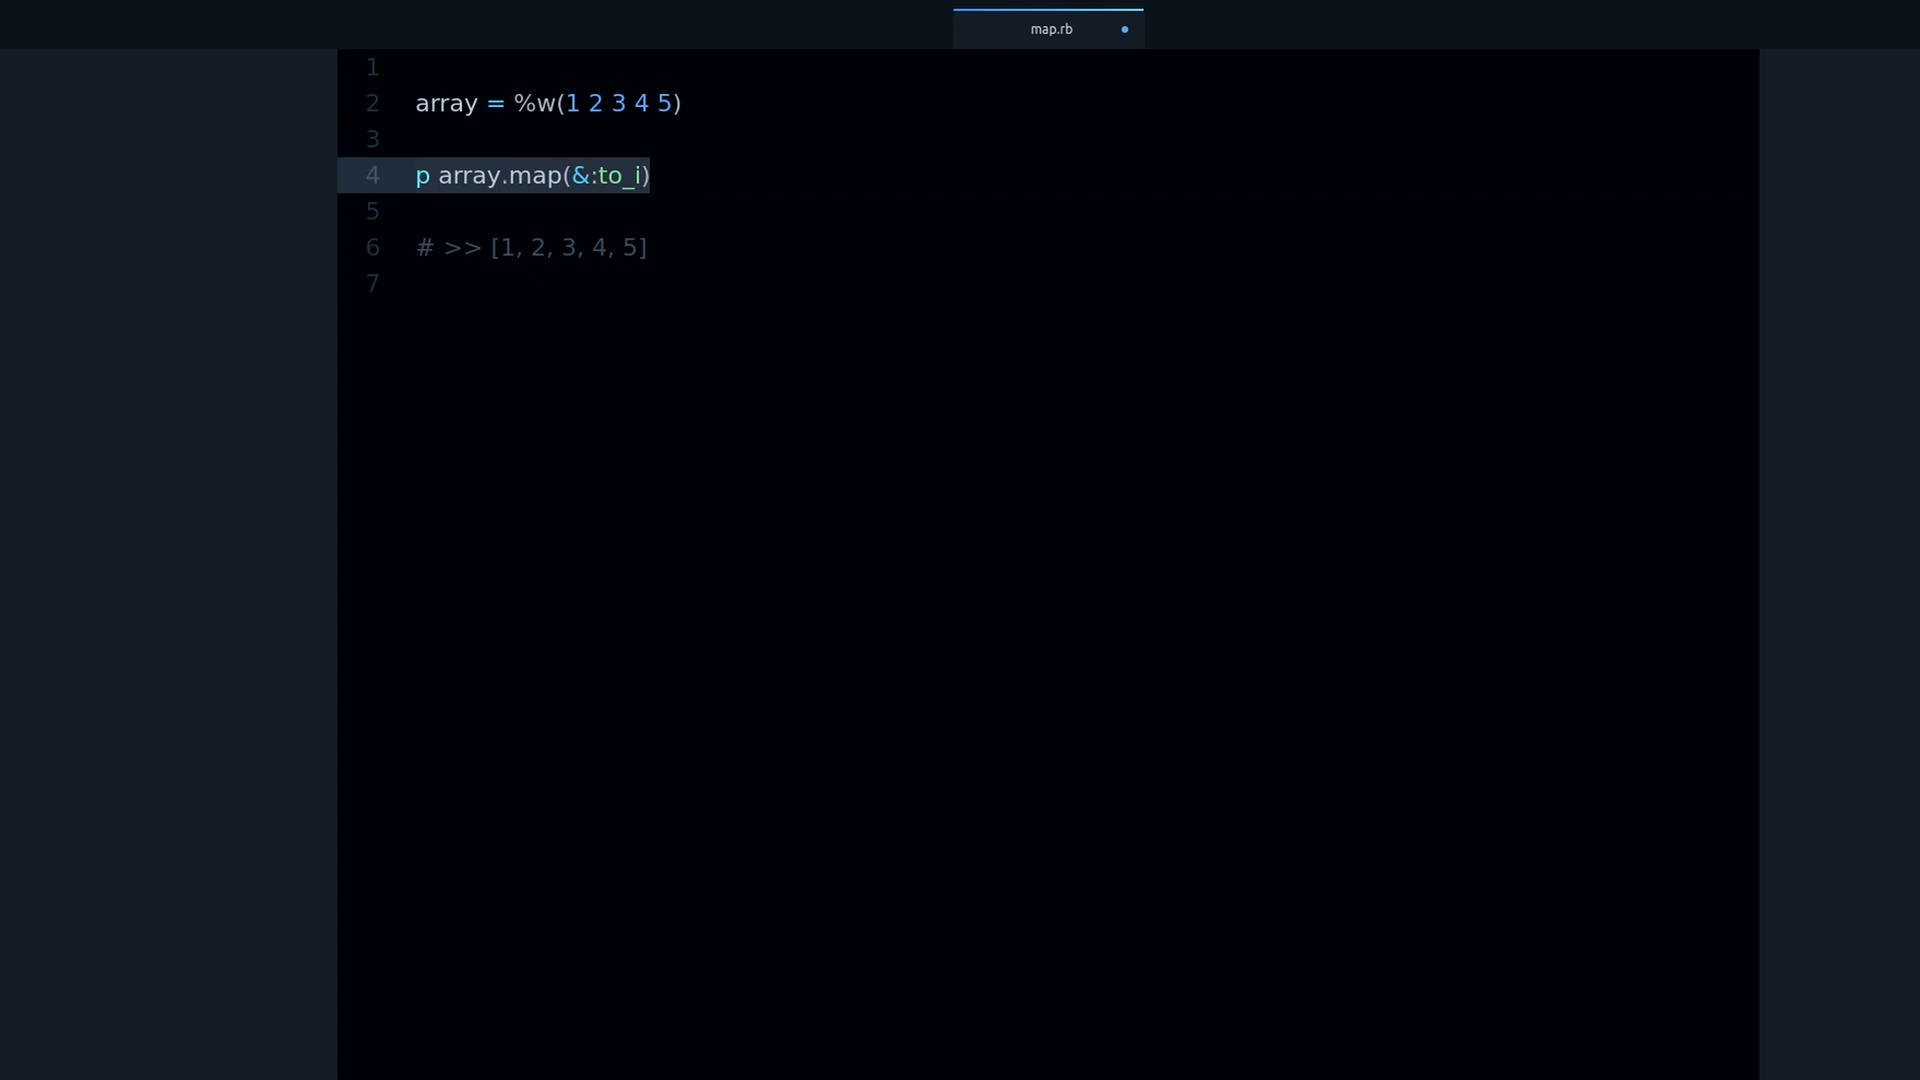 map.rb
1
2 array = %w(1 2 3 4 5)
3
4 p array.map(&:to_i)
5
6 # >> [1, 2, 3, 4, 5]
7